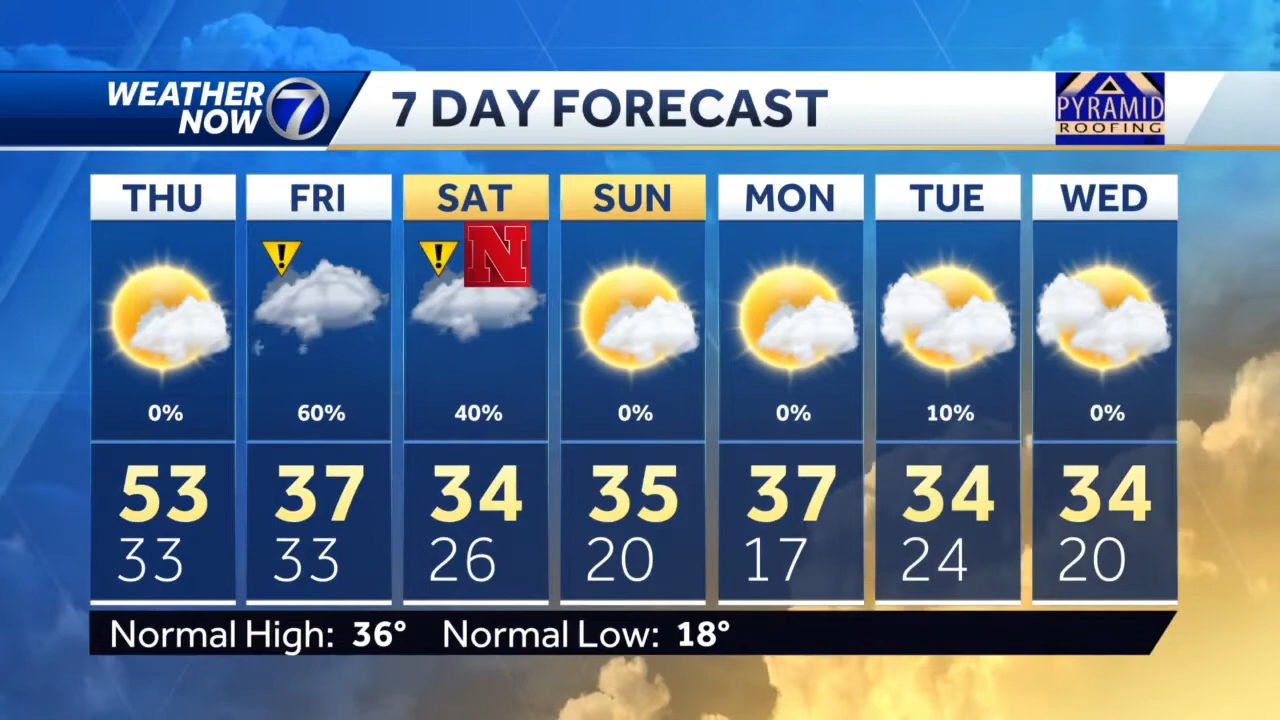 WEATHER
NOW 7
7 DAY FORECAST
PYRAMID
ROOFING
THU FRI SAT SUN MON TUE WED
! ! N
0% 60% 40% 0% 0% 10% 0%
53 37 34 35 37 34 34
33 33 26 20 17 24 20
Normal High: 36° Normal Low: 18°